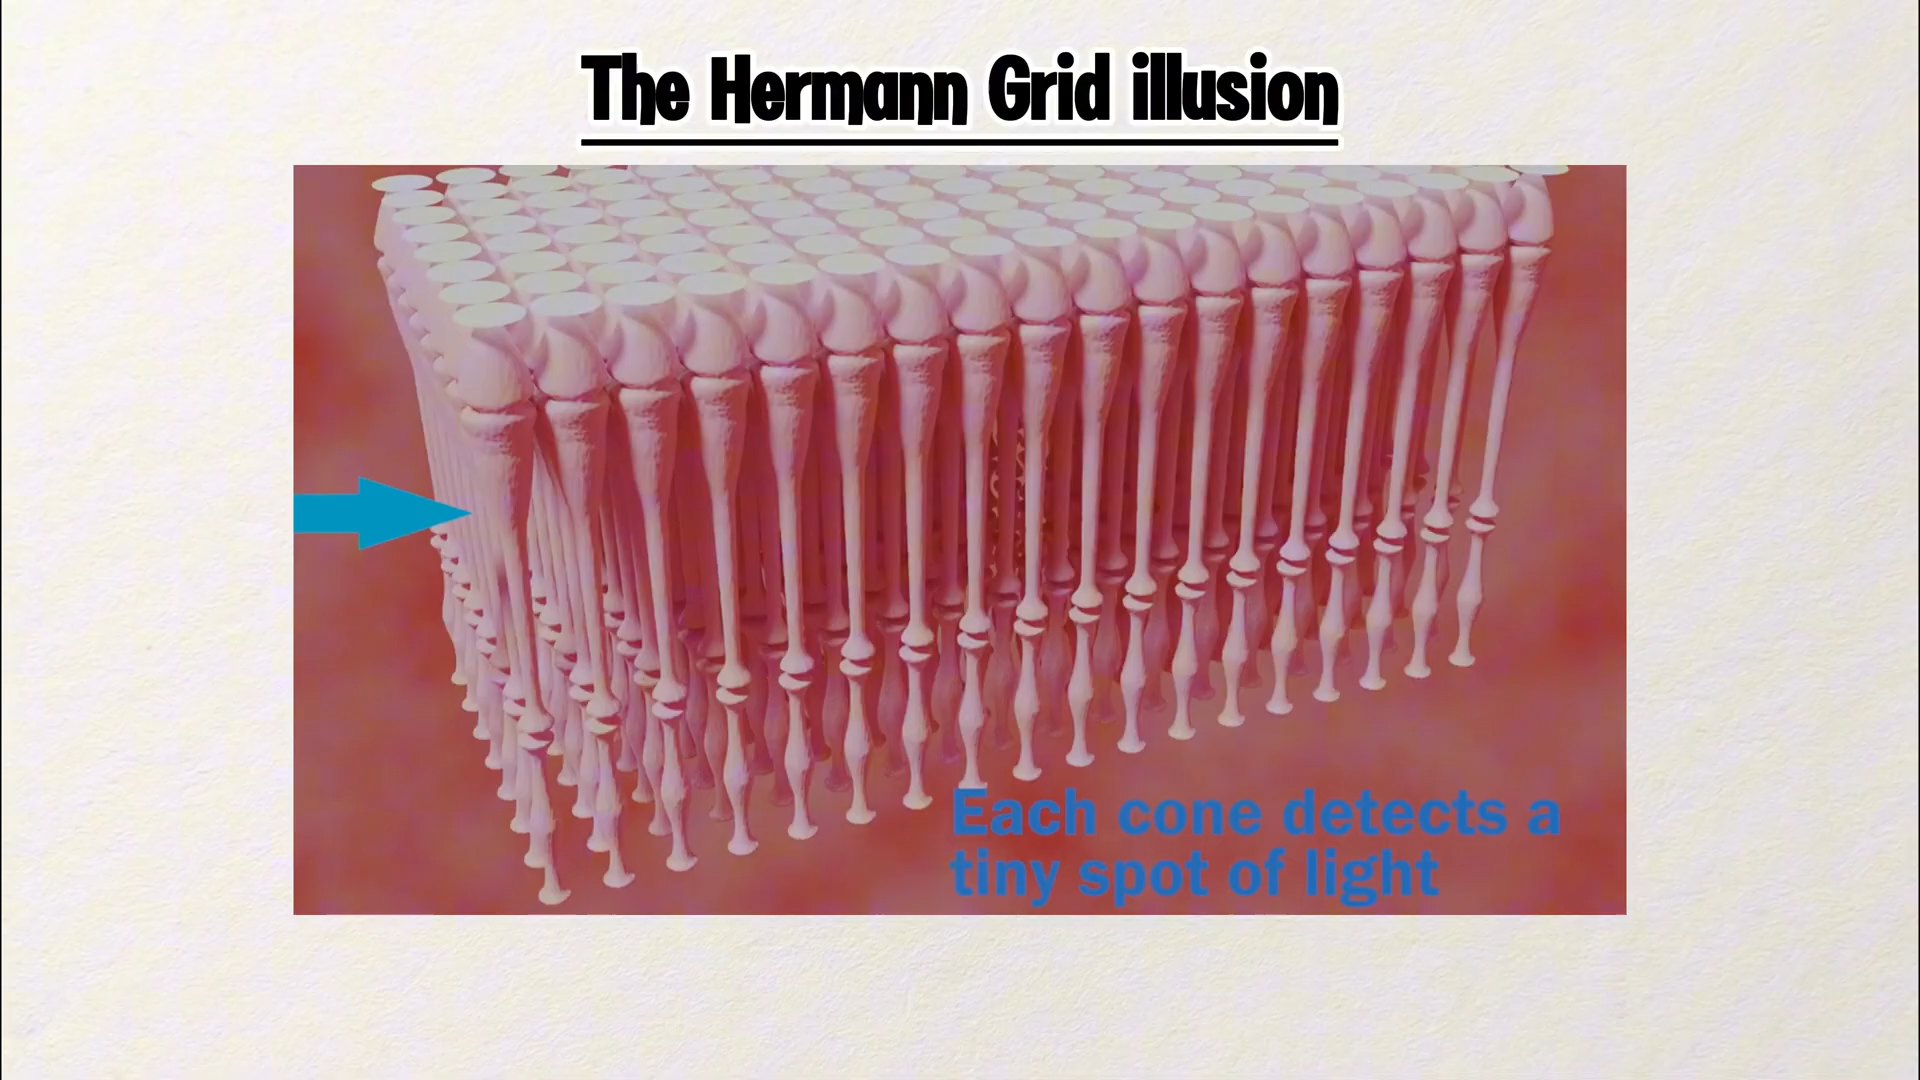 The Hermann Grid illusion
Each cone detects a
tiny spot of light